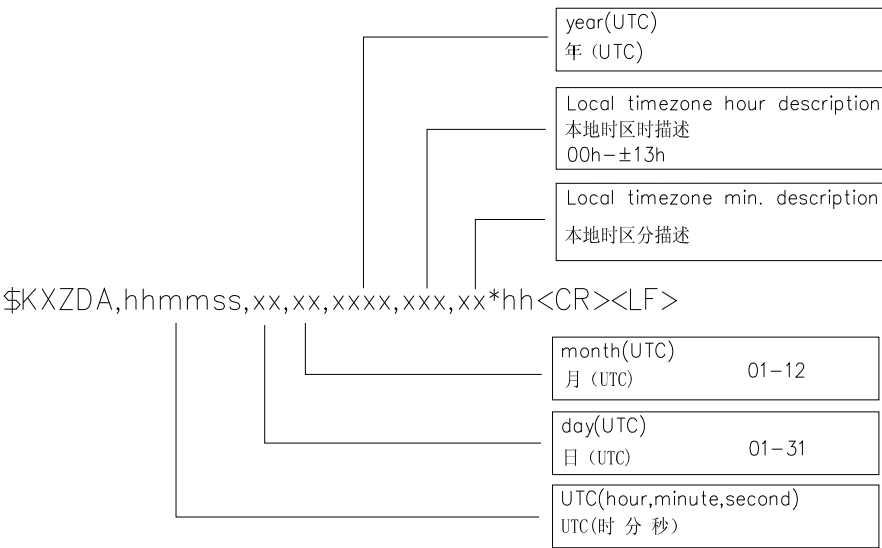 year(UTC)
年（UTC)
Local timezone hour description
本地时区时描述
00h-±13h
Local timezone min. description
本地时区分描述
$KXZDA,hhmmss,xx,xx,xxxx,xxx,xx*hh<CR><LF>
month(UTC)
月（UTC) 01-12
day(UTC)
日（UTC) 01-31
UTC(hour,minute,second)
UTC(时 分 秒）